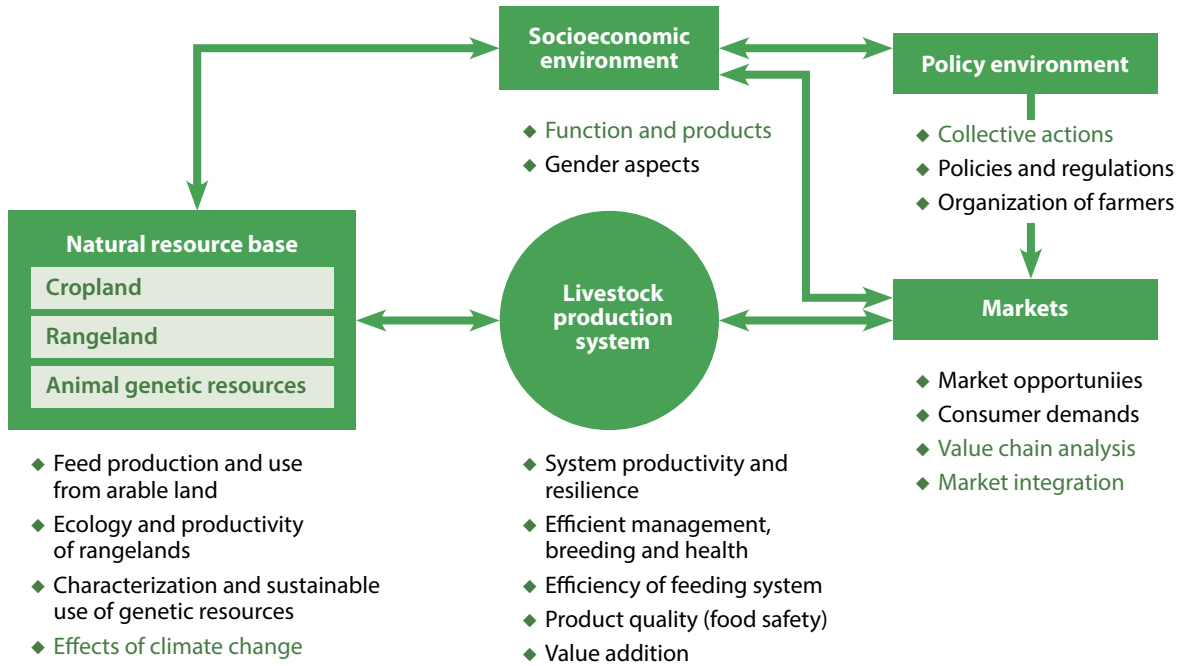 Socioeconomic
environment
Policy environment
◆ Function and products
◆ Gender aspects
◆ Collective actions
◆ Policies and regulations
◆ Organization of farmers
Natural resource base
Cropland
Rangeland
Animal genetic resources
Livestock
production
system
Markets
◆ Market opportuniies
◆ Consumer demands
◆ Value chain analysis
◆ Market integration
◆ Feed production and use
from arable land
◆ Ecology and productivity
of rangelands
◆ Characterization and sustainable
use of genetic resources
◆ Effects of climate change
◆ System productivity and
resilience
◆ Efficient management,
breeding and health
◆ Efficiency of feeding system
◆ Product quality (food safety)
◆ Value addition